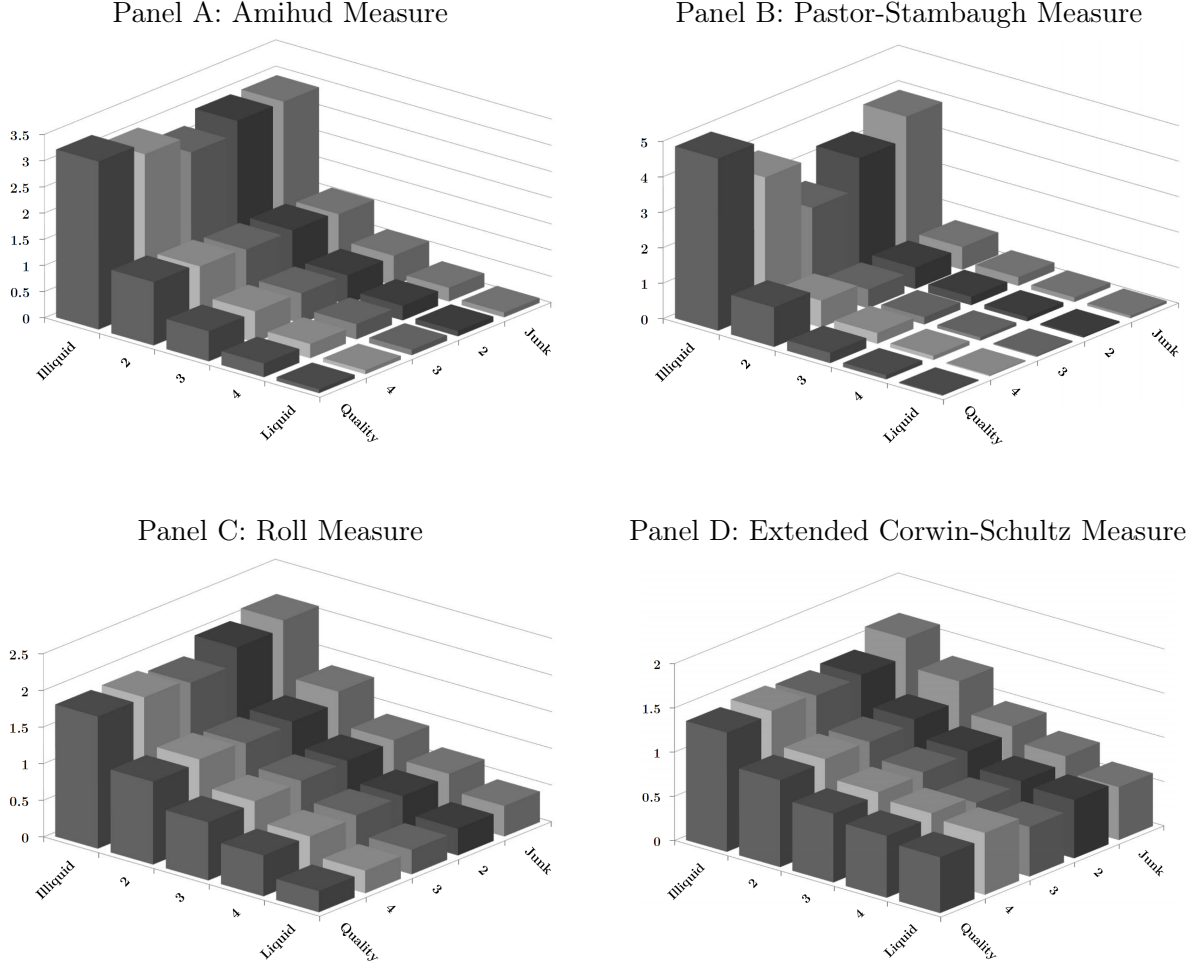 Panel A: Amihud Measure
3.5
3
2.5
2
1.5
1
0.5
0
Illiquid
2
3
4
Liquid
Quality
4
3
2
Junk
Panel B: Pastor-Stambaugh Measure
5
4
3
2
1
0
Illiquid
2
3
4
Liquid
Quality
4
3
2
Junk
Panel C: Roll Measure
2.5
2
1.5
1
0.5
0
Illiquid
2
3
4
Liquid
Quality
4
3
2
Junk
Panel D: Extended Corwin-Schultz Measure
2
1.5
1
0.5
0
Illiquid
2
3
4
Liquid
Quality
4
3
2
Junk